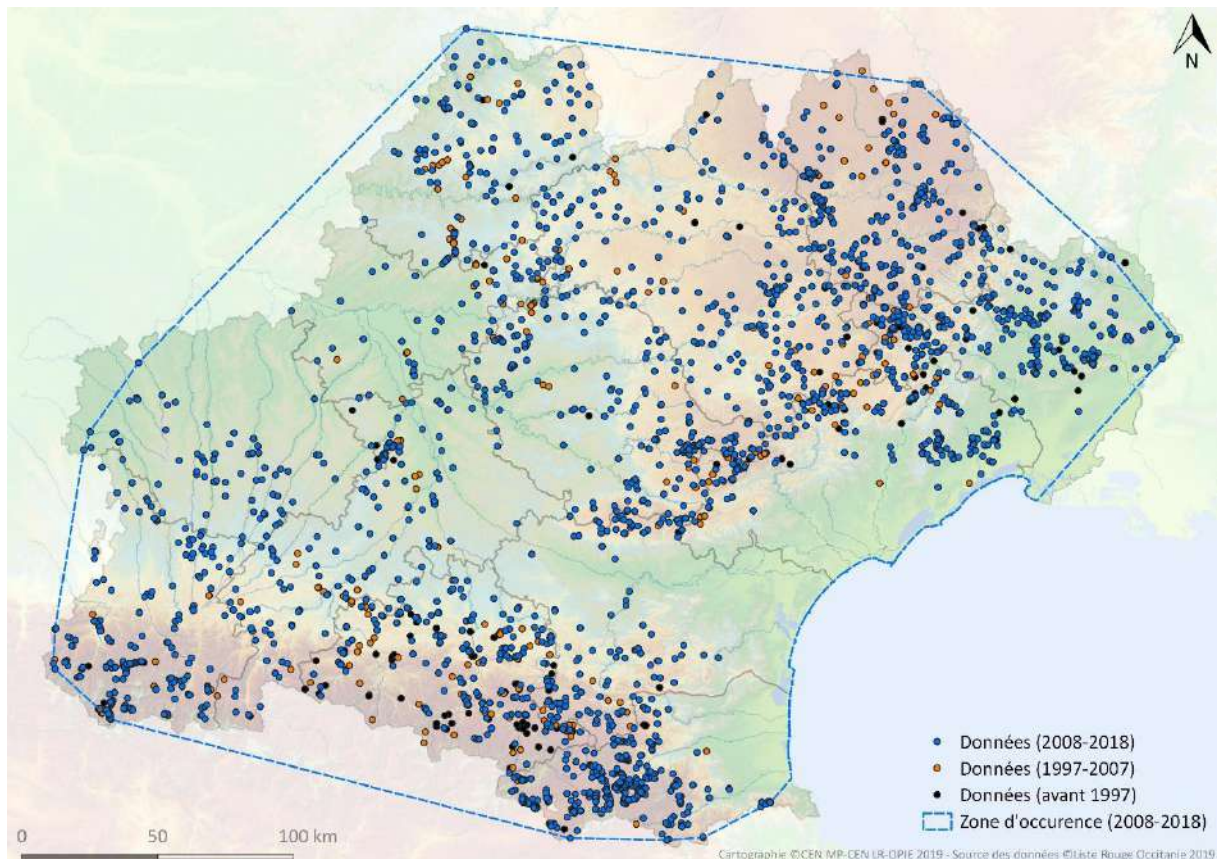 N
Données (2008-2018)
Données (1997-2007)
Données (avant 1997)
Zone d'occurence (2008-2018)
0 50 100 km
Cartographie ©CEN MP-CEN LR-OPIE 2019 - Source des données ©Liste Rouge Occitanie 2019